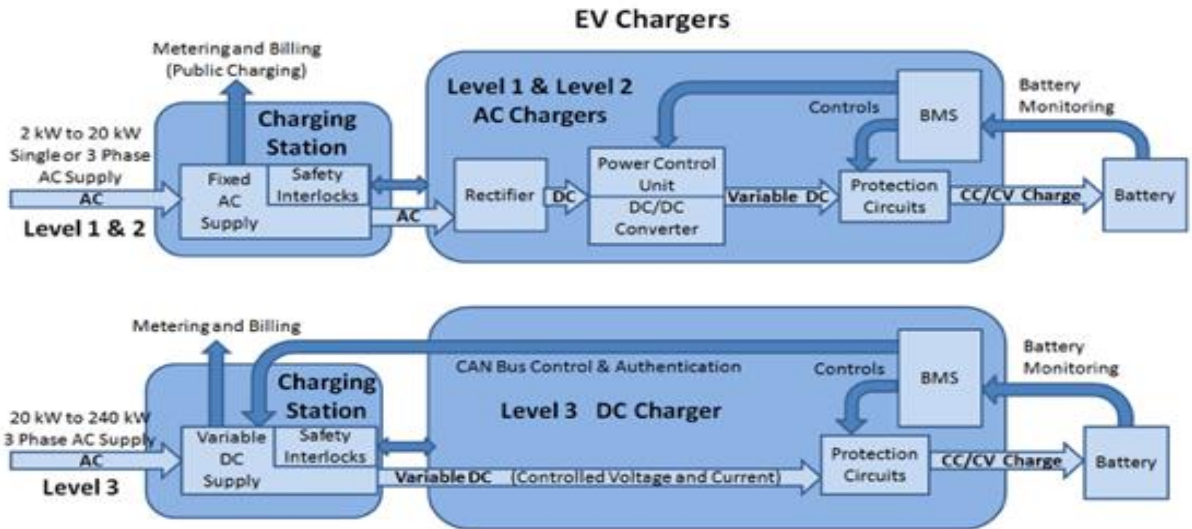 EV Chargers
Metering and Billing
(Public Charging)
2 kW to 20 kW
Single or 3 Phase
AC Supply
AC
Level 1 & 2
Charging
Station
Fixed
AC
Supply
Safety
Interlocks
AC
Level 1 & Level 2
AC Chargers
Rectifier
DC
Power Control
Unit
DC/DC
Converter
Variable DC
Controls
BMS
Protection
Circuits
Battery
Monitoring
CC/CV Charge
Battery
Metering and Billing
20 kW to 240 kW
3 Phase AC Supply
AC
Level 3
Charging
Station
Variable
DC
Supply
Safety
Interlocks
CAN Bus Control & Authentication
Level 3 DC Charger
Variable DC (Controlled Voltage and Current)
Controls
BMS
Protection
Circuits
Battery
Monitoring
CC/CV Charge
Battery